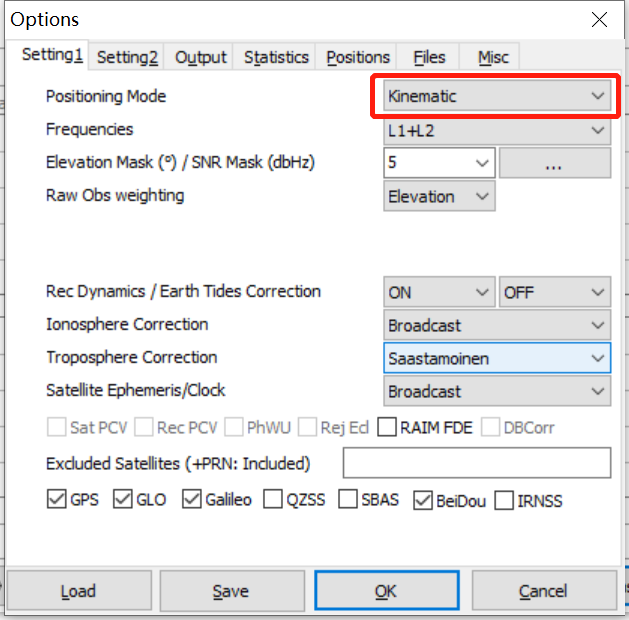 Options
Setting1 Setting2 Output Statistics Positions Files Misc
Positioning Mode Kinematic
Frequencies L1+L2
Elevation Mask (°) / SNR Mask (dbHz) 5 ...
Raw Obs weighting Elevation
Rec Dynamics / Earth Tides Correction ON OFF
Ionosphere Correction Broadcast
Troposphere Correction Saastamoinen
Satellite Ephemeris/Clock Broadcast
Sat PCV Rec PCV PhWU Rej Ecl RAIM FDE DBCorr
Excluded Satellites (+PRN: Included)
GPS GLO Galileo QZSS SBAS BeiDou IRNSS
Load Save OK Cancel